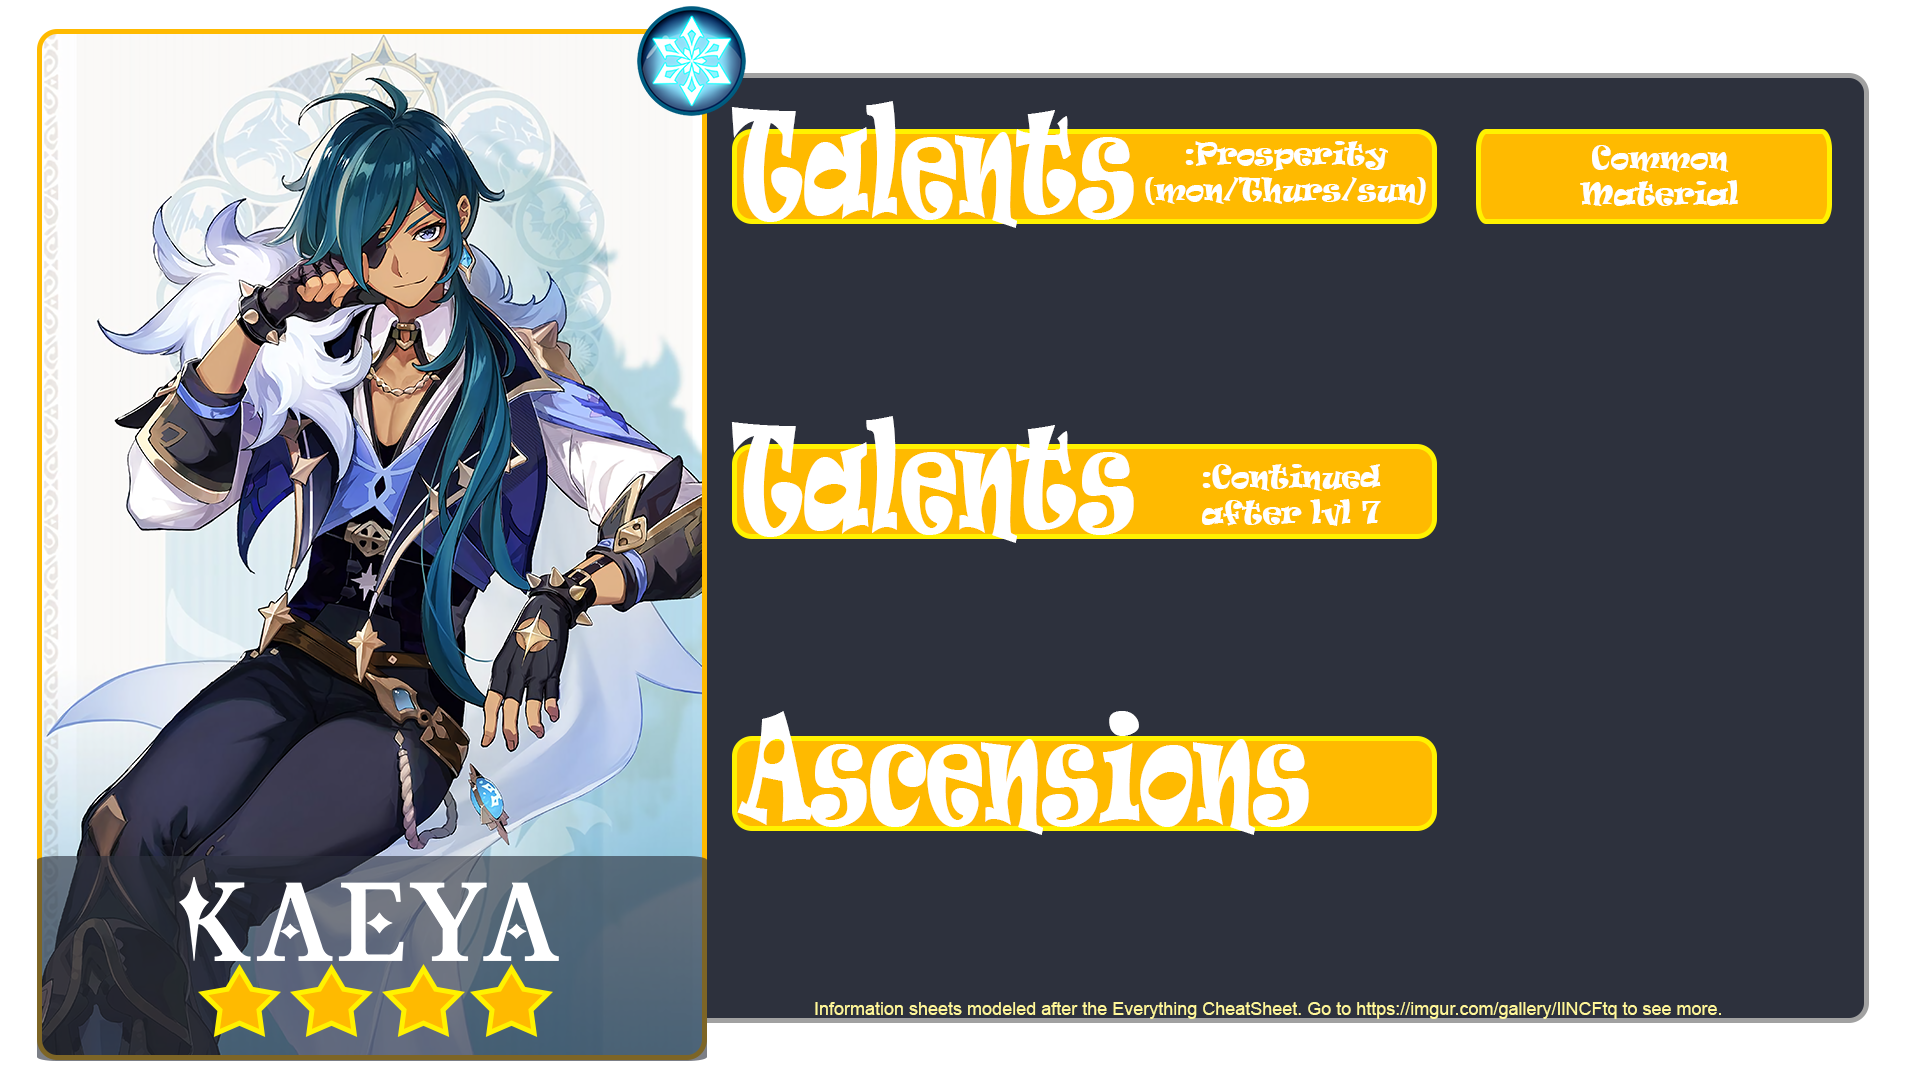 Talents
:Prosperity
(mon/Thurs/sun)
Common
Material
Talents
:Continued
after lvl 7
Ascensions
KAEYA
Information sheets modeled after the Everything CheatSheet. Go to https://imgur.com/gallery/IINCFtq to see more.